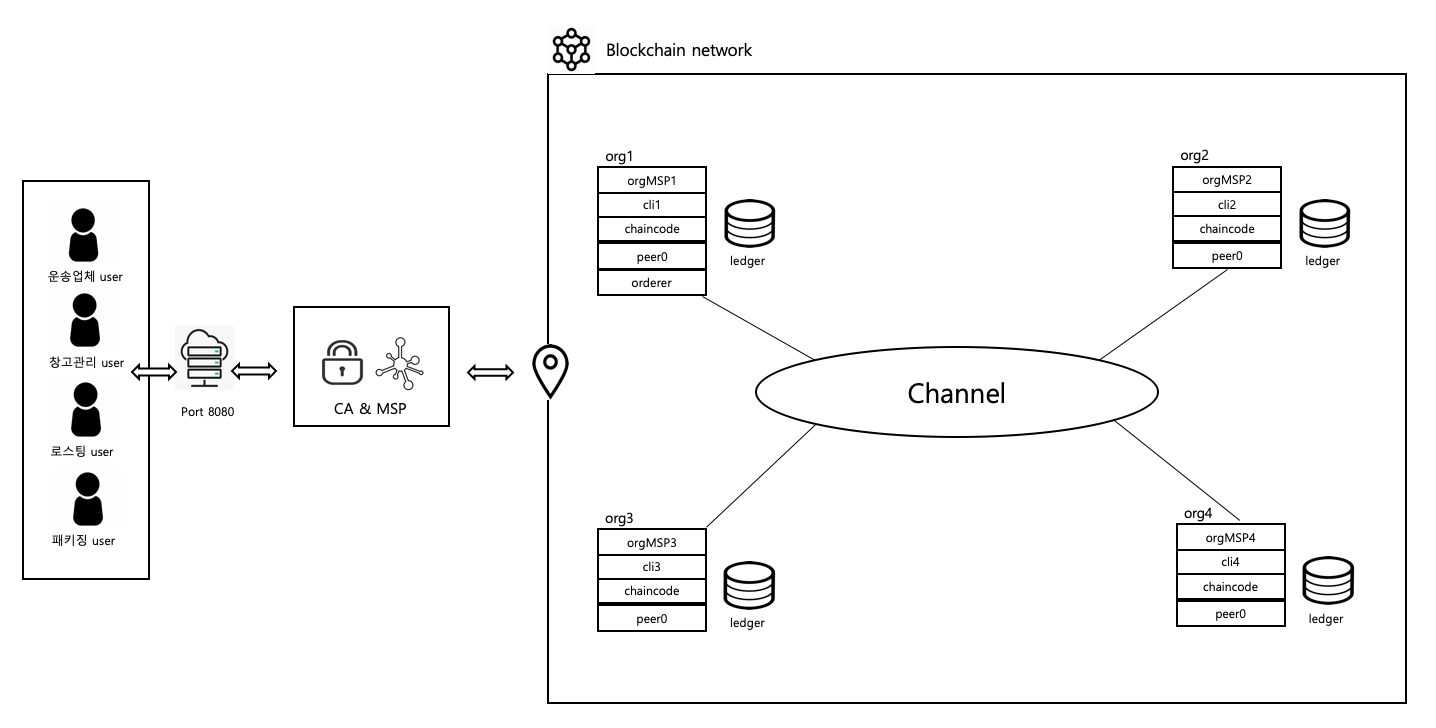 Blockchain network
운송업체 user
창고관리 user
로스팅 user
패키징 user
Port 8080
CA & MSP
org1
orgMSP1
cli1
chaincode
peer0
orderer
ledger
org2
orgMSP2
cli2
chaincode
peer0
ledger
Channel
org3
orgMSP3
cli3
chaincode
peer0
ledger
org4
orgMSP4
cli4
chaincode
peer0
ledger